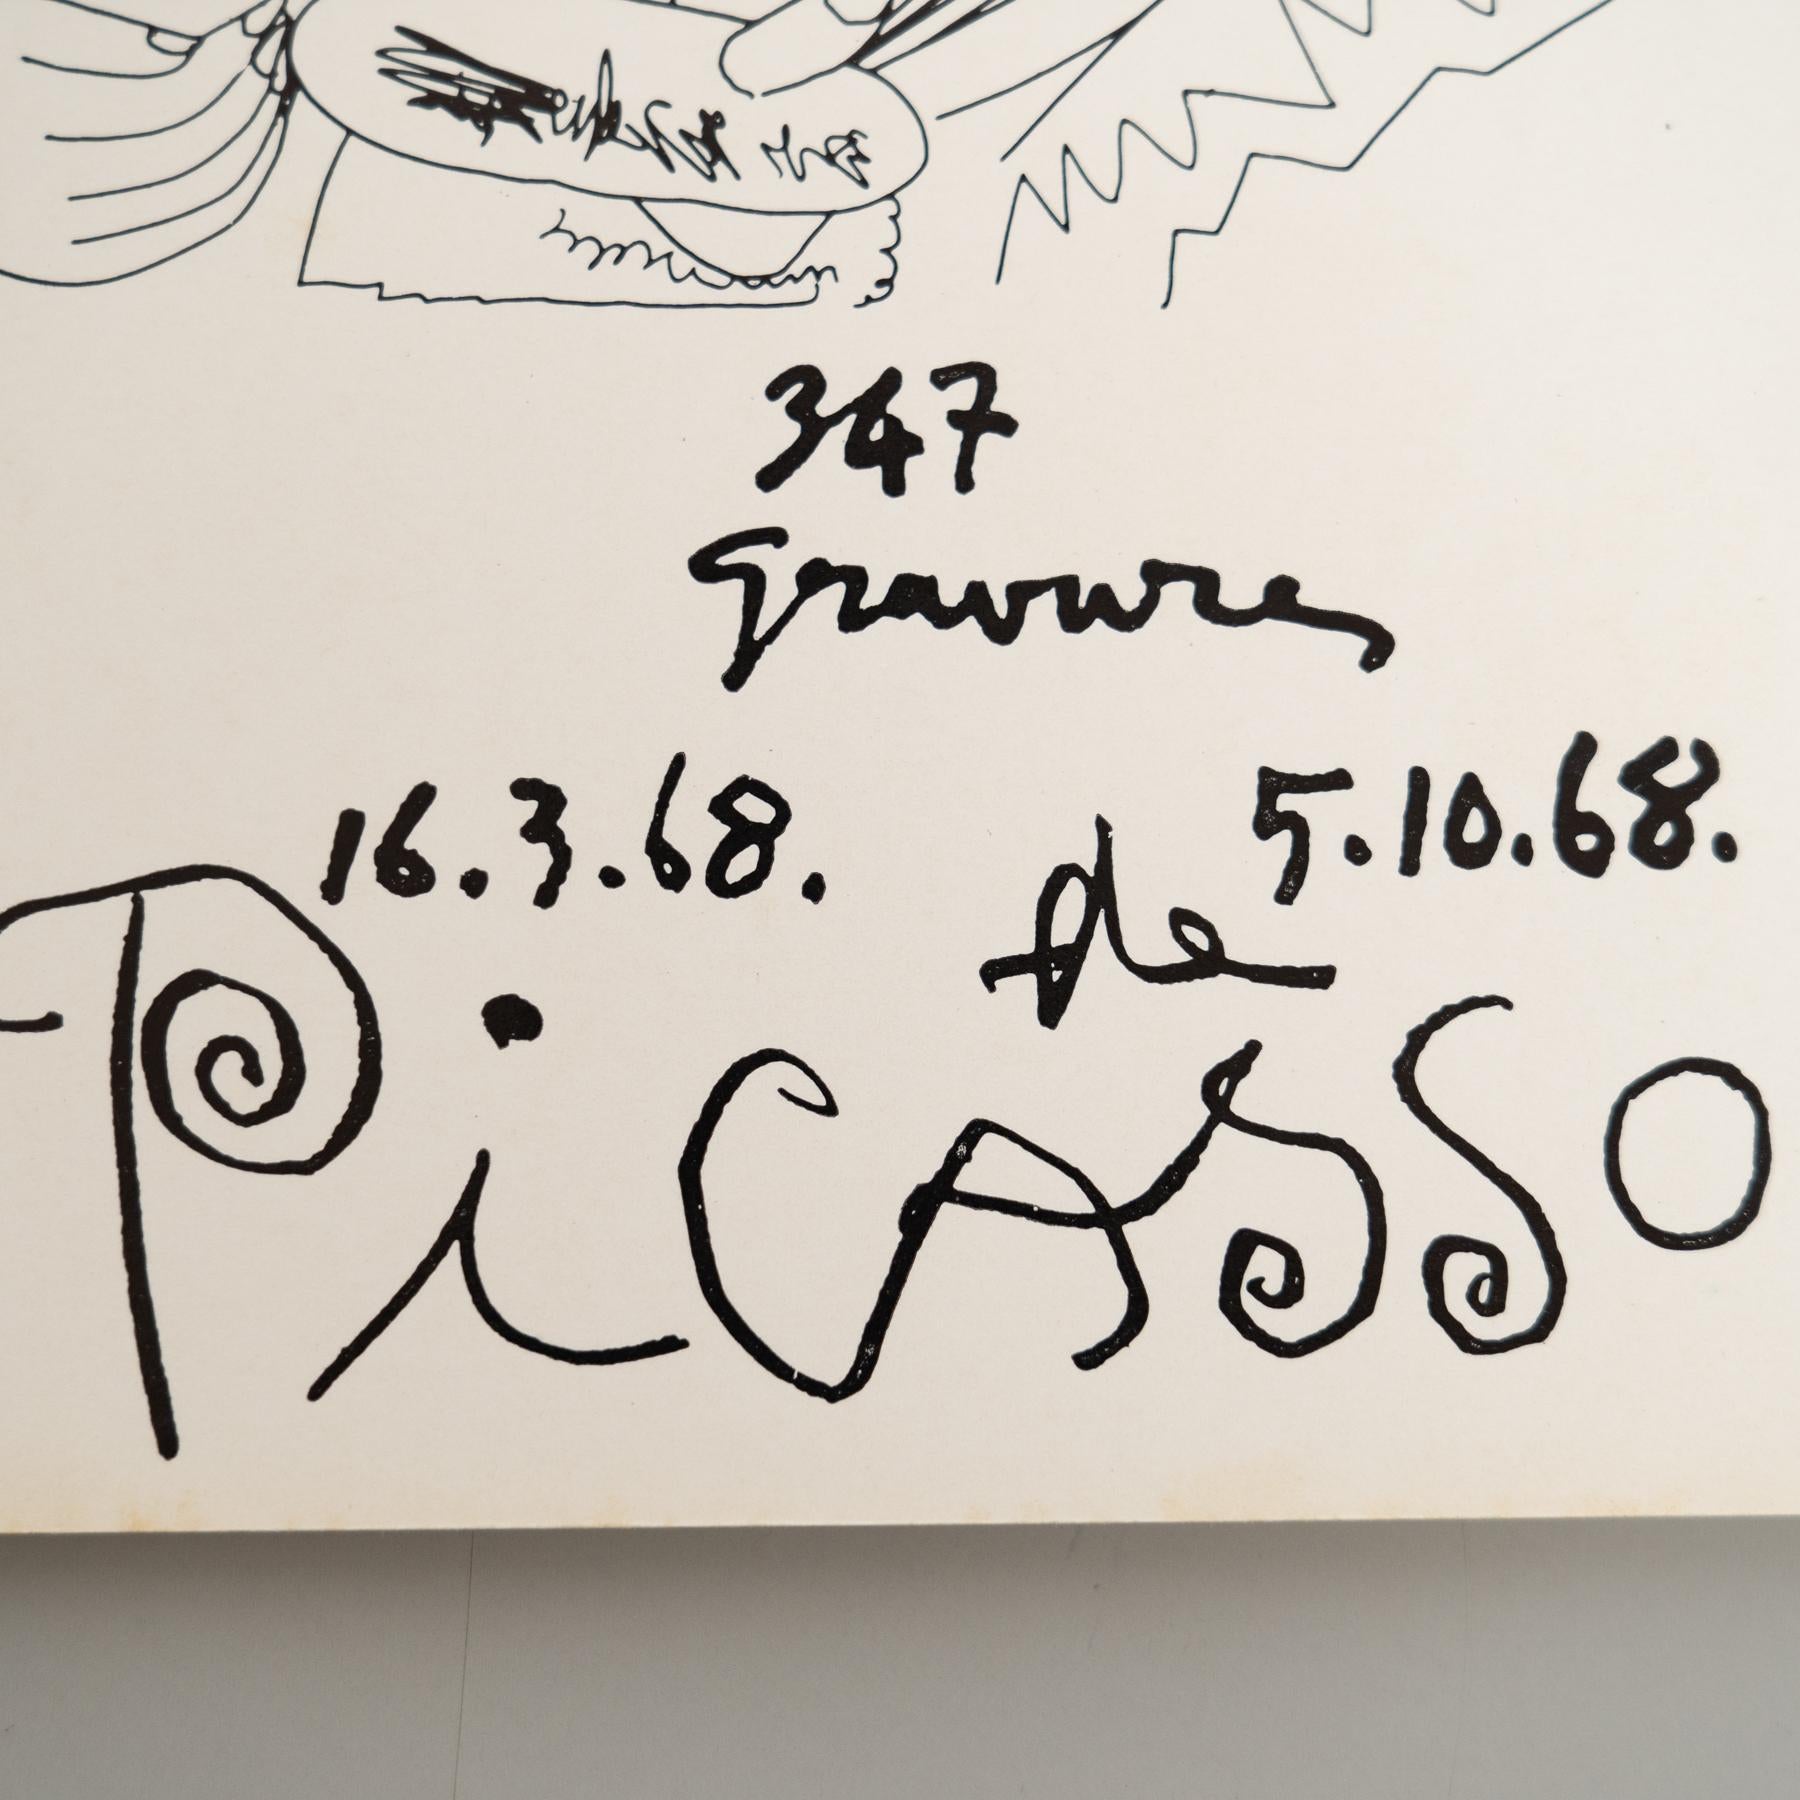 347
gravures
16.3.68. 5.10.68.
de
Picasso